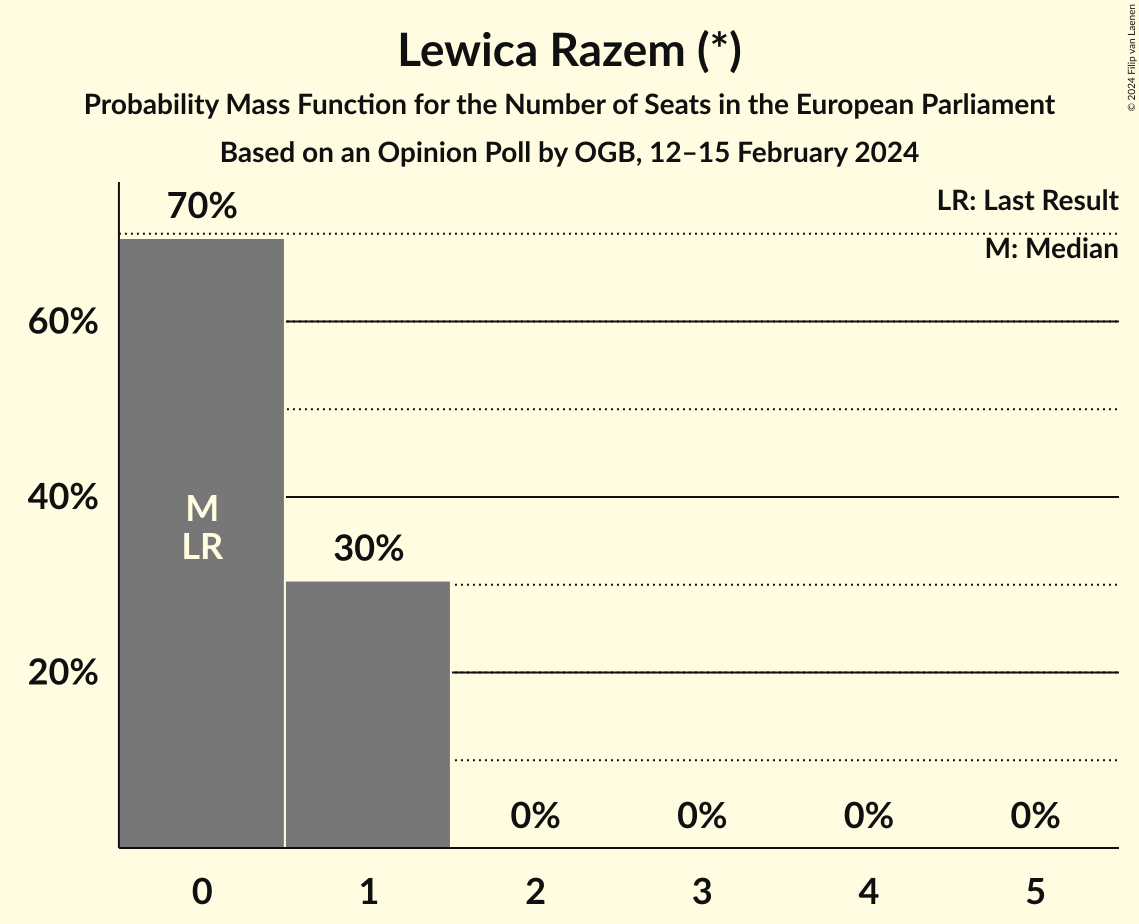 Lewica Razem (*)
Probability Mass Function for the Number of Seats in the European Parliament
Based on an Opinion Poll by OGB, 12–15 February 2024
© 2024 Filip van Laenen
LR: Last Result
M: Median
70%
60%
40%
M
LR
30%
20%
0% 0% 0% 0%
0 1 2 3 4 5